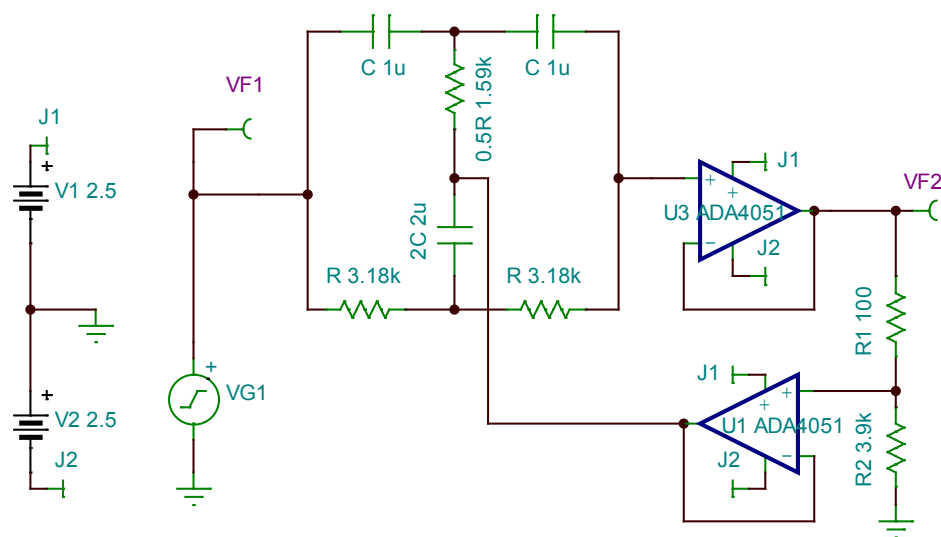 C 1u
C 1u
VF1
0.5R 1.59k
J1
+
V1 2.5
J1
VF2
+
+
U3 ADA4051
−
J2
2C 2u
R 3.18k
R 3.18k
R1 100
+
VG1
J1
+
V2 2.5
J2
+
+
U1 ADA4051
−
J2
R2 3.9k